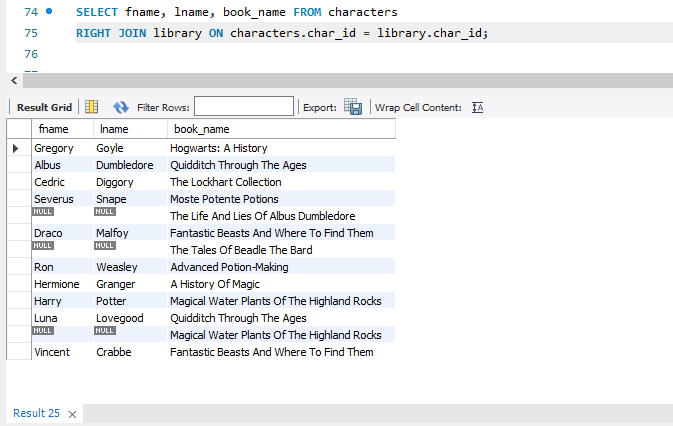 74 SELECT fname, lname, book_name FROM characters
75 RIGHT JOIN library ON characters.char_id = library.char_id;
76
Result Grid Filter Rows: Export: Wrap Cell Content: IA
fname lname book_name
Gregory Goyle Hogwarts: A History
Albus Dumbledore Quidditch Through The Ages
Cedric Diggory The Lockhart Collection
Severus Snape Moste Potente Potions
NULL NULL The Life And Lies Of Albus Dumbledore
Draco Malfoy Fantastic Beasts And Where To Find Them
NULL NULL The Tales Of Beadle The Bard
Ron Weasley Advanced Potion-Making
Hermione Granger A History Of Magic
Harry Potter Magical Water Plants Of The Highland Rocks
Luna Lovegood Quidditch Through The Ages
NULL NULL Magical Water Plants Of The Highland Rocks
Vincent Crabbe Fantastic Beasts And Where To Find Them
Result 25